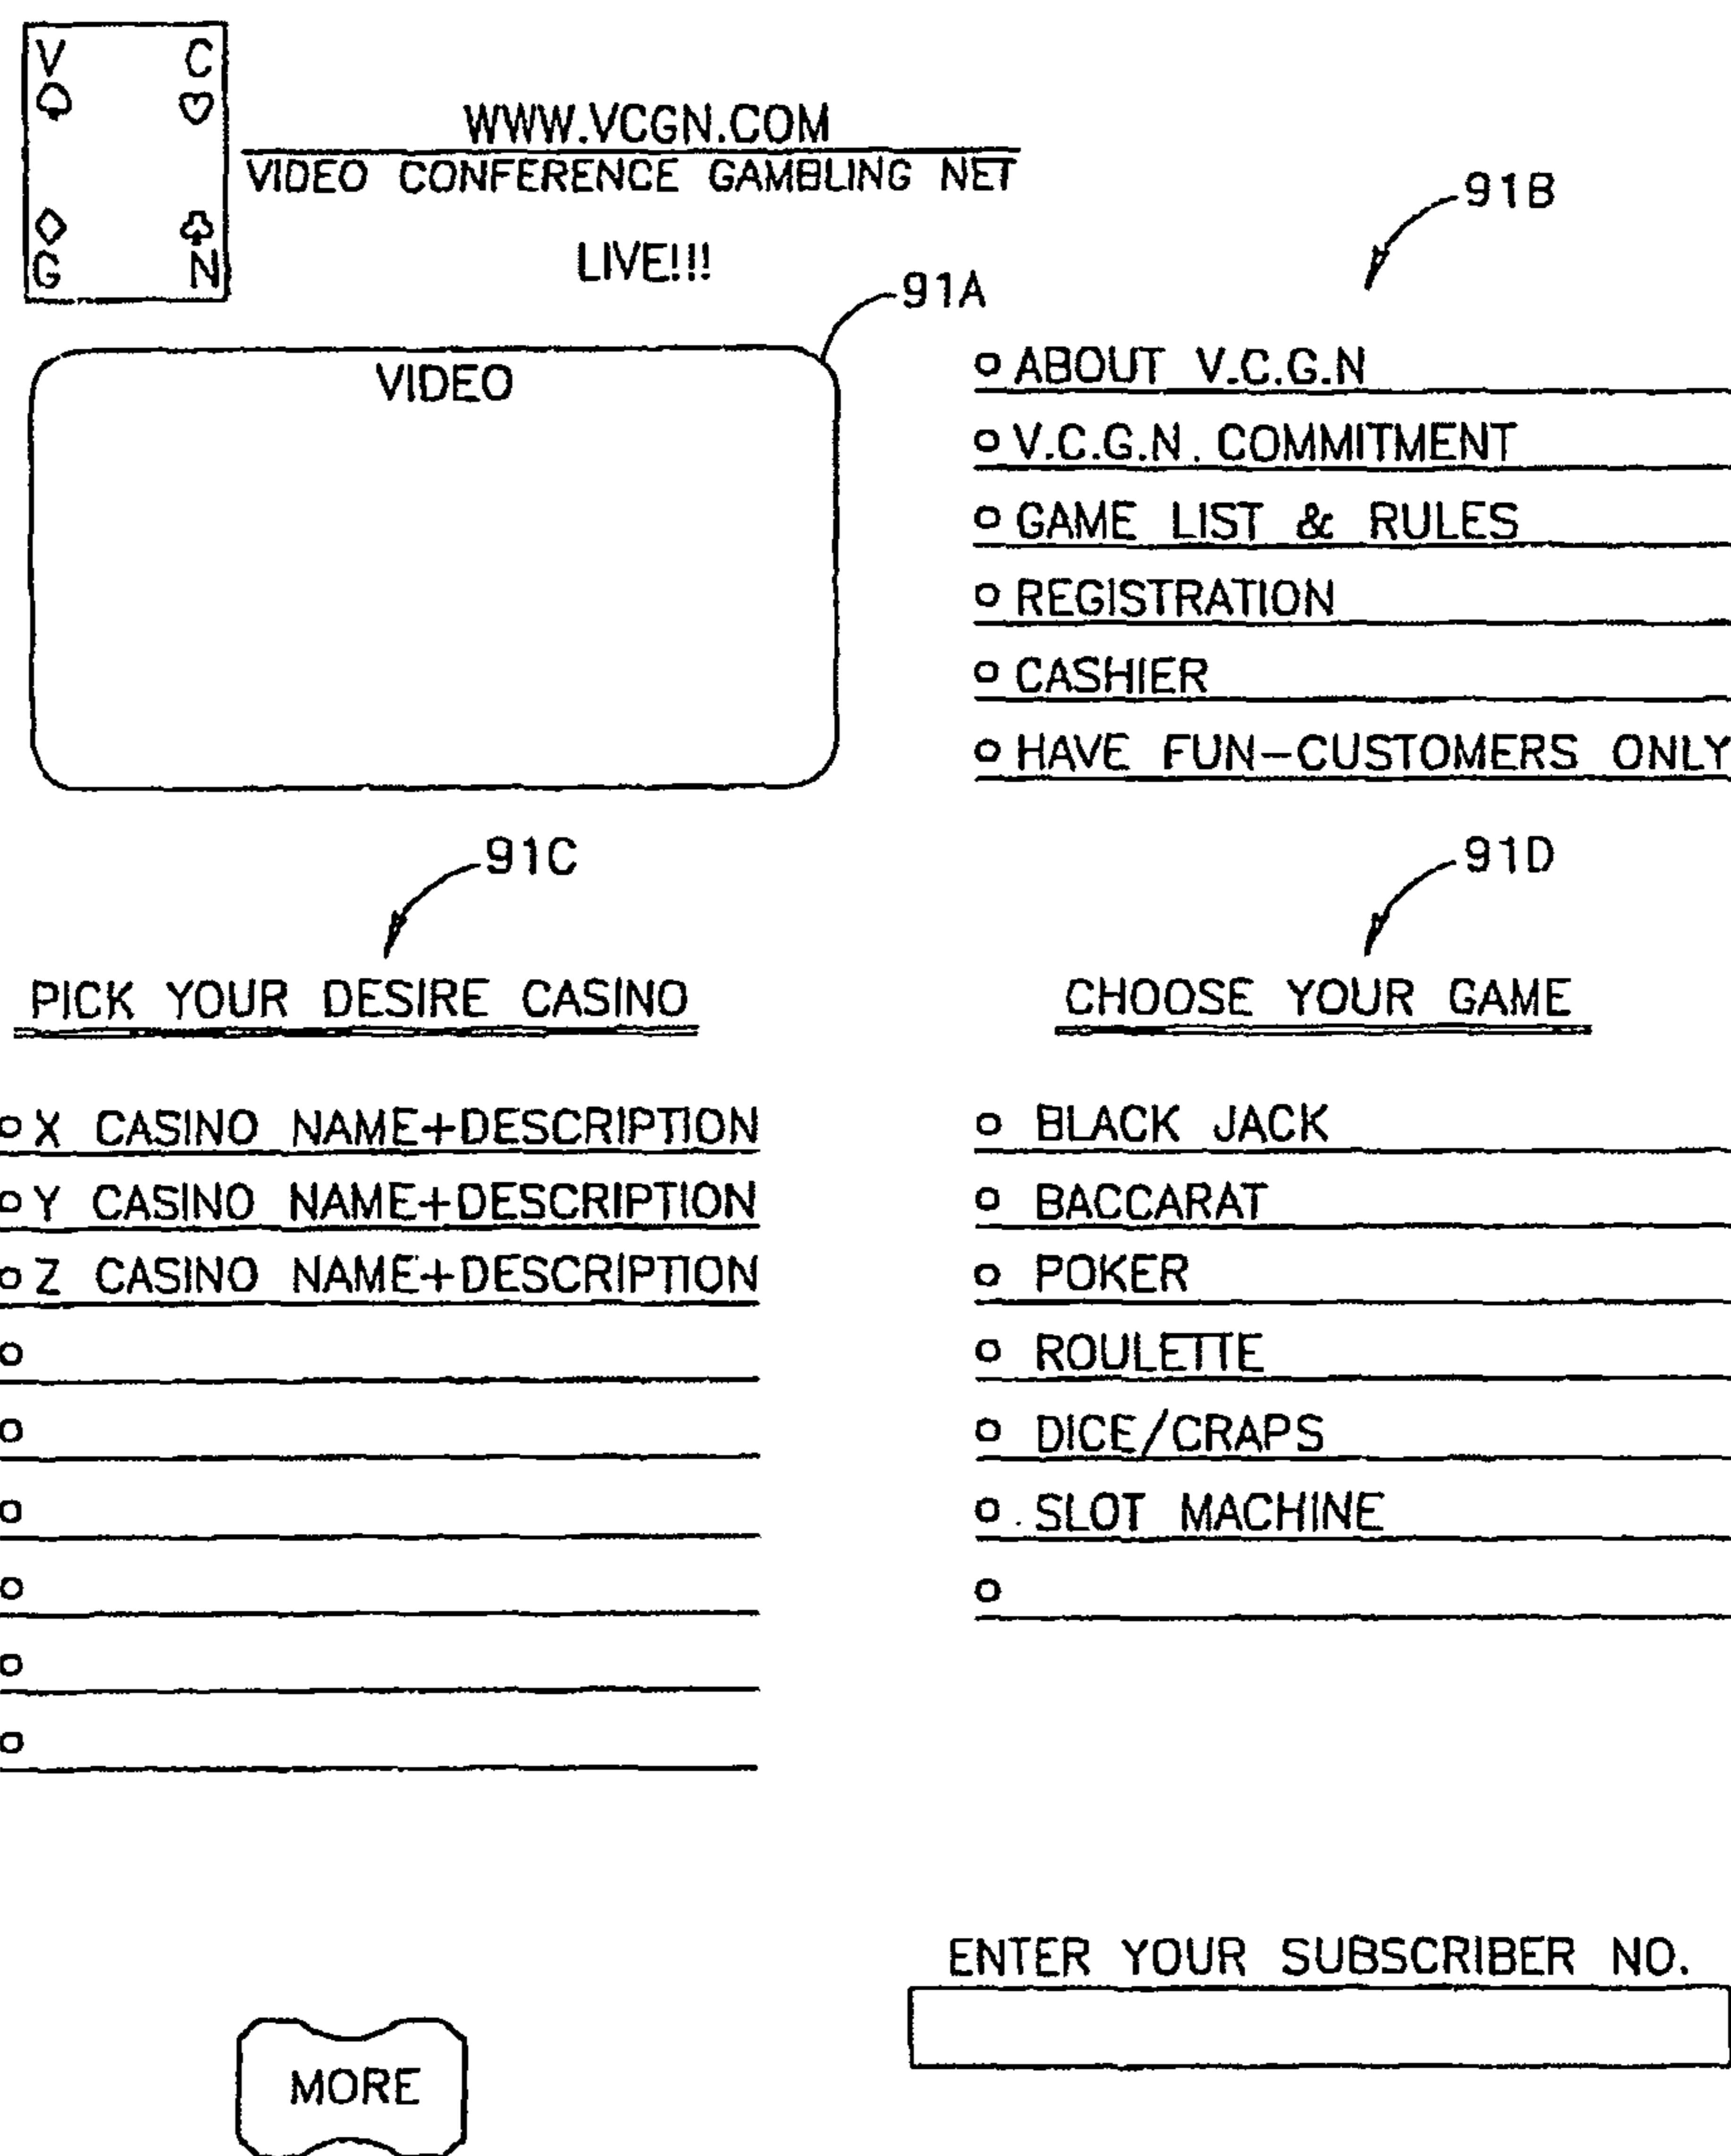 V C
WWW.VCGN.COM
VIDEO CONFERENCE GAMBLING NET
G N
LIVE!!!
91B
91A
VIDEO
ABOUT V.C.G.N
V.C.G.N. COMMITMENT
GAME LIST & RULES
REGISTRATION
CASHIER
HAVE FUN-CUSTOMERS ONLY
91C
PICK YOUR DESIRE CASINO
X CASINO NAME+DESCRIPTION
Y CASINO NAME+DESCRIPTION
Z CASINO NAME+DESCRIPTION
91D
CHOOSE YOUR GAME
BLACK JACK
BACCARAT
POKER
ROULETTE
DICE/CRAPS
SLOT MACHINE
ENTER YOUR SUBSCRIBER NO.
MORE